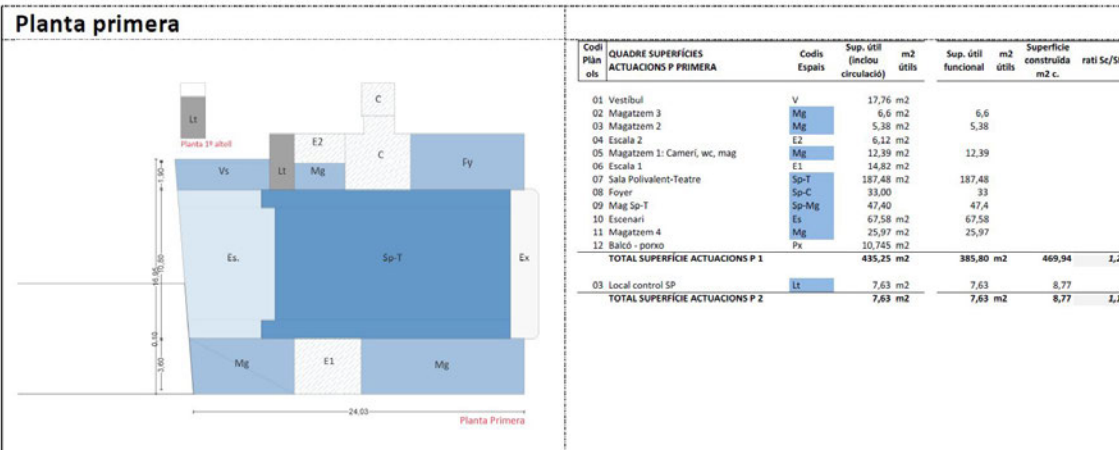 Planta primera
Lt
Planta 1º altell
C
C
E2
Mg
Lt
Vs
Fy
Es.
Sp-T
Ex
Mg
E1
Mg
1,90
10,80
16,95
3,60
24,03
Planta Primera
Codi Plàn ols QUADRE SUPERFÍCIES ACTUACIONS P PRIMERA Codis Espais Sup. útil (inclou circulació) m2 útils Sup. útil funcional m2 útils Superfície construïda m2 c. rati Sc/S
01 Vestíbul V 17,76 m2
02 Magatzem 3 Mg 6,6 m2 6,6
03 Magatzem 2 Mg 5,38 m2 5,38
04 Escala 2 E2 6,12 m2
05 Magatzem 1: Camerí, wc, mag Mg 12,39 m2 12,39
06 Escala 1 E1 14,82 m2
07 Sala Polivalent-Teatre Sp-T 187,48 m2 187,48
08 Foyer Sp-C 33,00 33
09 Mag Sp-T Sp-Mg 47,40 47,4
10 Escenari Es 67,58 m2 67,58
11 Magatzem 4 Mg 25,97 m2 25,97
12 Balcó - porxo Px 10,745 m2
TOTAL SUPERFÍCIE ACTUACIONS P 1 435,25 m2 385,80 m2 469,94 1,2
03 Local control SP Lt 7,63 m2 7,63 8,77
TOTAL SUPERFÍCIE ACTUACIONS P 2 7,63 m2 7,63 m2 8,77 1,1